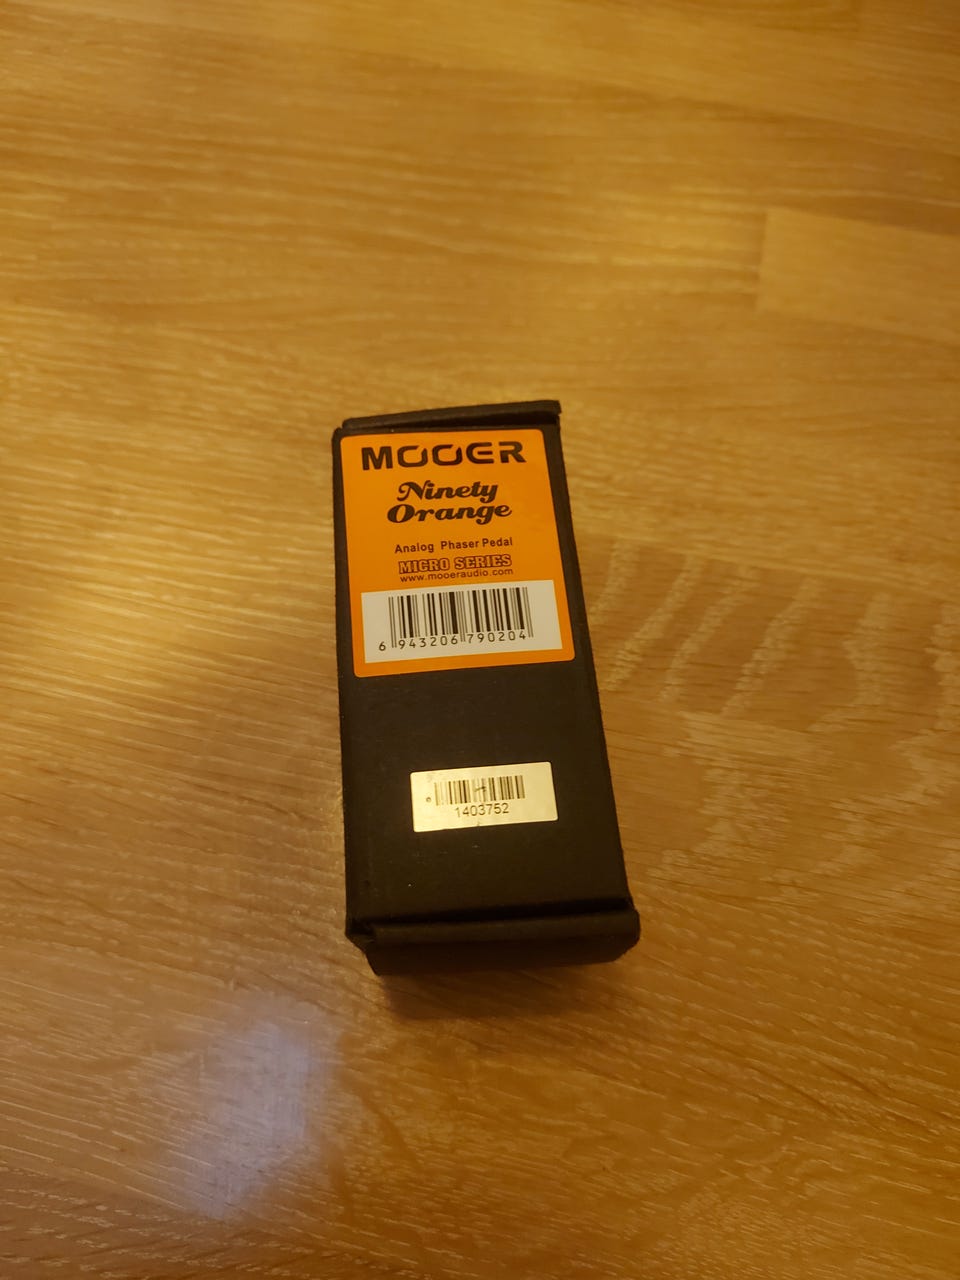 MOOER
Ninety
Orange
Analog Phaser Pedal
MICRO SERIES
www.mooeraudio.com
6 943206 790204
1403752